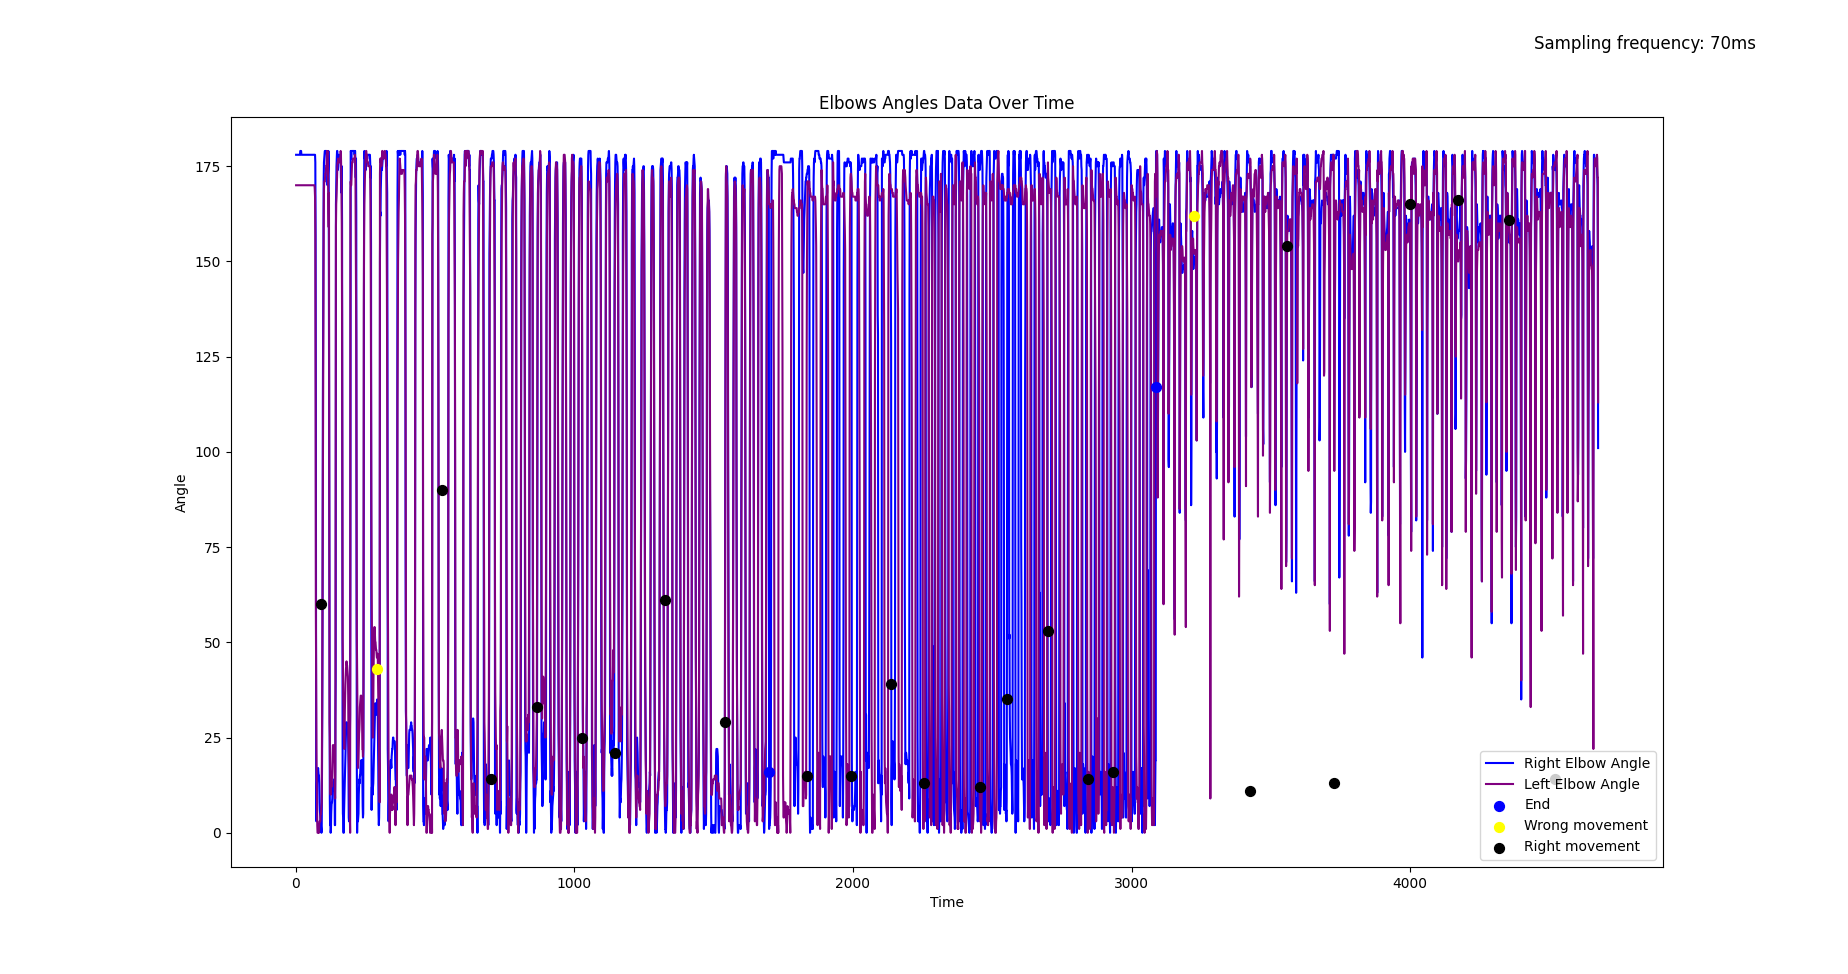 Sampling frequency: 70ms
Elbows Angles Data Over Time
Angle
175
150
125
100
75
50
25
0
Right Elbow Angle
Left Elbow Angle
End
Wrong movement
Right movement
0 1000 2000 3000 4000
Time